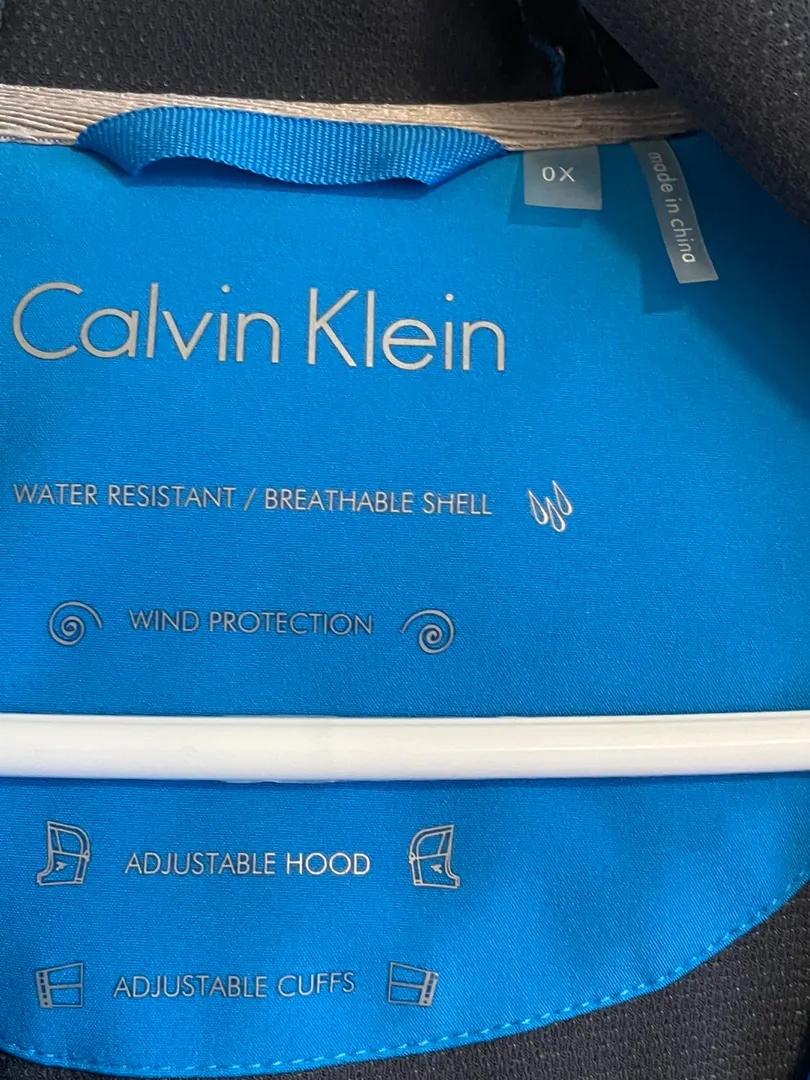 0X
made in china
Calvin Klein
WATER RESISTANT / BREATHABLE SHELL
WIND PROTECTION
ADJUSTABLE HOOD
ADJUSTABLE CUFFS